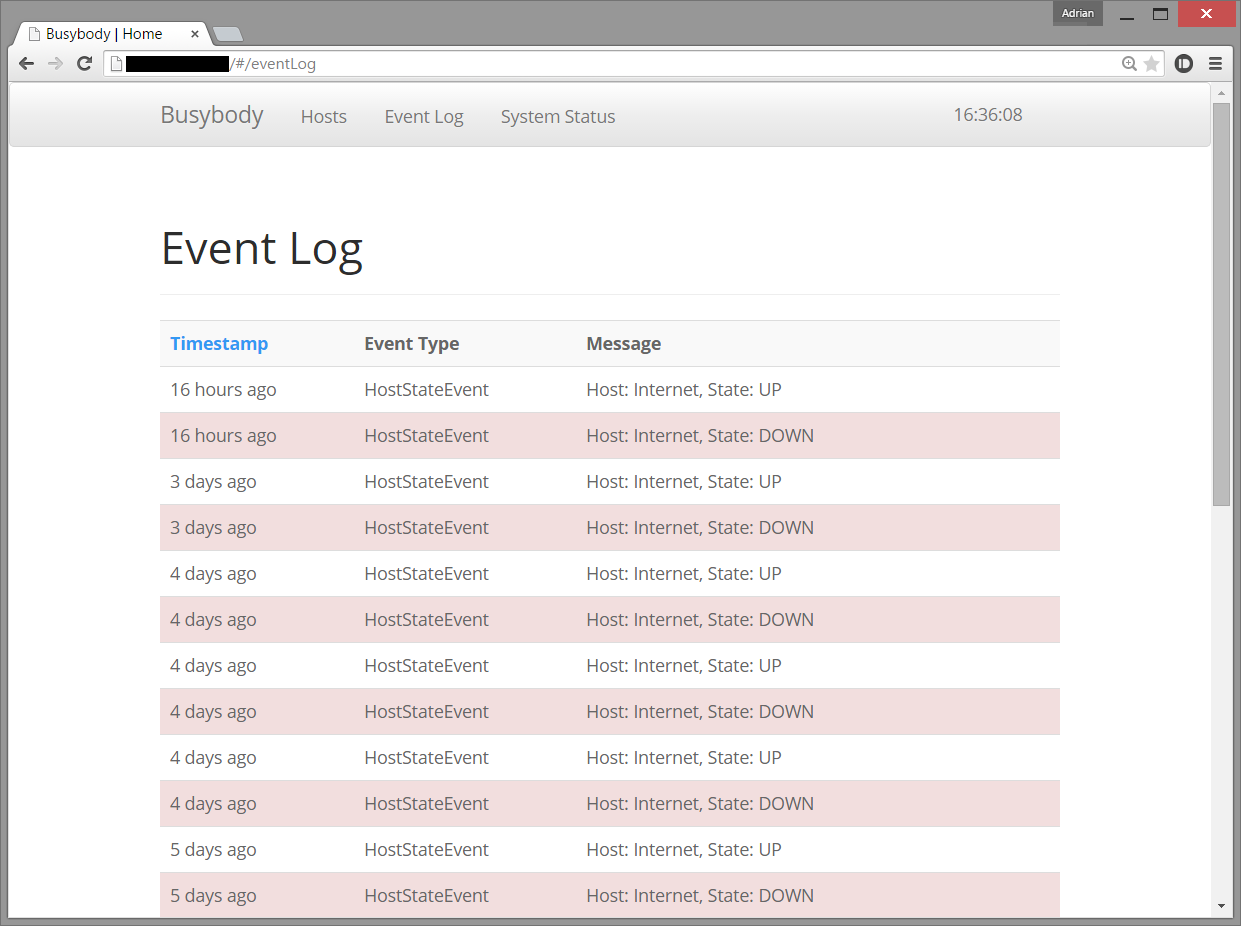 Adrian
Busybody | Home
/#/eventLog
Busybody Hosts Event Log System Status 16:36:08
Event Log
Timestamp Event Type Message
16 hours ago HostStateEvent Host: Internet, State: UP
16 hours ago HostStateEvent Host: Internet, State: DOWN
3 days ago HostStateEvent Host: Internet, State: UP
3 days ago HostStateEvent Host: Internet, State: DOWN
4 days ago HostStateEvent Host: Internet, State: UP
4 days ago HostStateEvent Host: Internet, State: DOWN
4 days ago HostStateEvent Host: Internet, State: UP
4 days ago HostStateEvent Host: Internet, State: DOWN
4 days ago HostStateEvent Host: Internet, State: UP
4 days ago HostStateEvent Host: Internet, State: DOWN
5 days ago HostStateEvent Host: Internet, State: UP
5 days ago HostStateEvent Host: Internet, State: DOWN